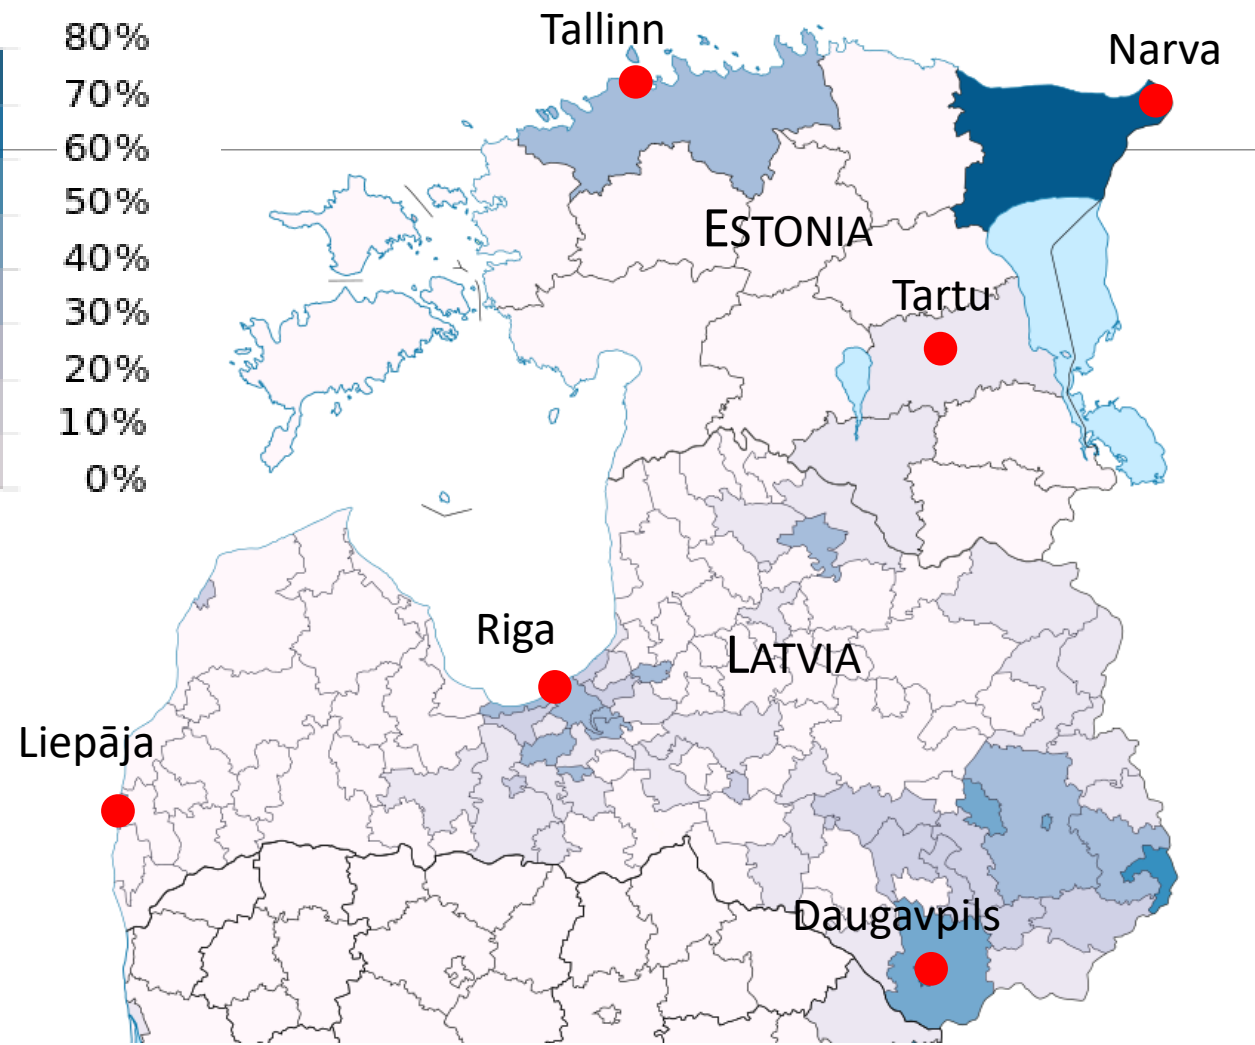 80%
70%
60%
50%
40%
30%
20%
10%
0%
Tallinn
Narva
ESTONIA
Tartu
Riga
LATVIA
Liepāja
Daugavpils